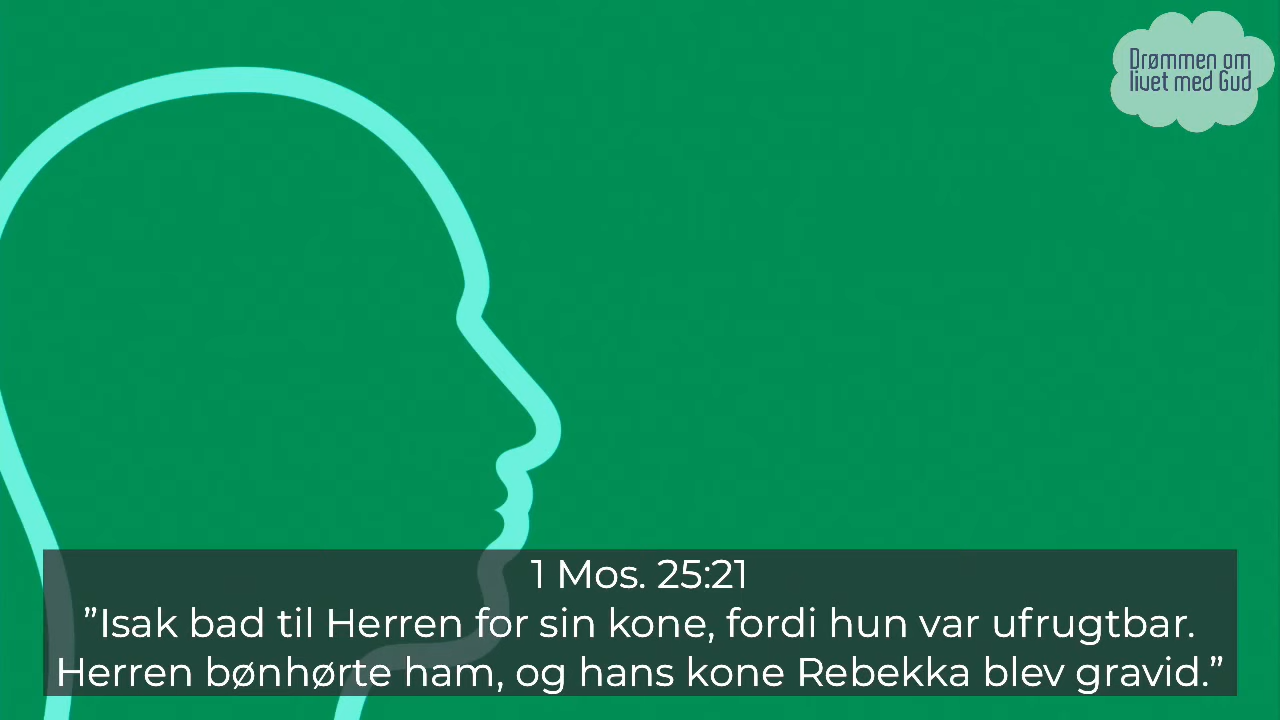 Drømmen om
livet med Gud
1 Mos. 25:21
”Isak bad til Herren for sin kone, fordi hun var ufrugtbar.
Herren bønhørte ham, og hans kone Rebekka blev gravid.”